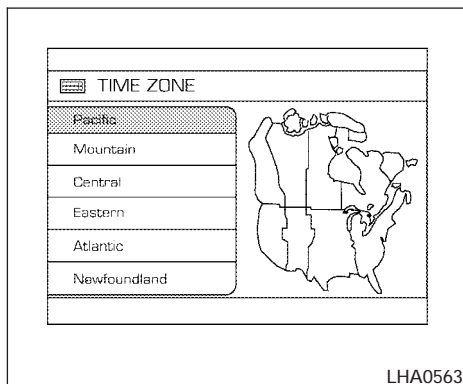 TIME ZONE
Pacific
Mountain
Central
Eastern
Atlantic
Newfoundland
LHA0563